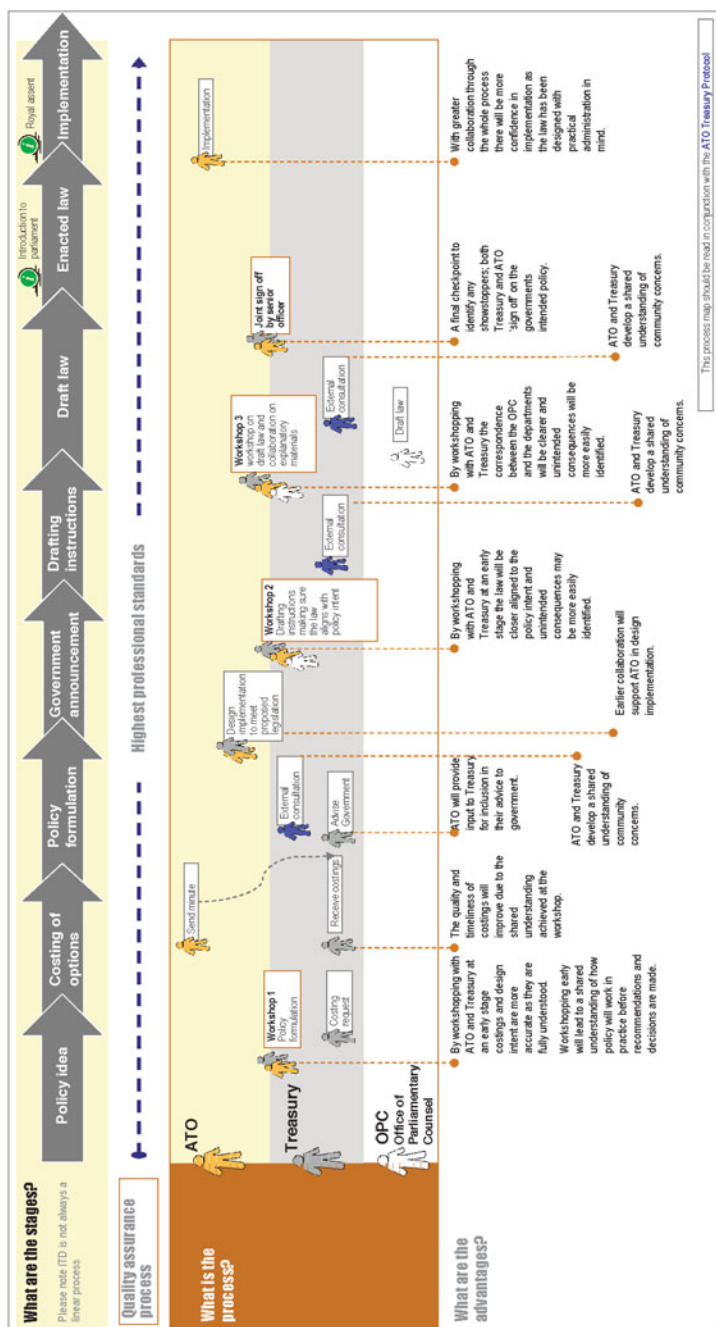 What are the stages?
Please note ITD is not always a
linear process
Policy idea
Costing of
options
Policy
formulation
Government
announcement
Drafting
instructions
Draft law
Enacted law
Implementation
Introduction to
parliament
Royal assent
Quality assurance
process
Highest professional standards
What is the
process?
ATO
Treasury
OPC
Office of
Parliamentary
Counsel
Workshop 1
Policy
formulation
Costing
request
Send minute
Receive costings
External
consultation
Advise
Government
Design
implementation
to meet
proposed
legislation
Workshop 2
Drafting
instructions
making sure
the law
aligns with
policy intent
External
consultation
Workshop 3
workshop on
draft law and
collaboration on
explanatory
materials
External
consultation
Draft law
Joint sign off
by senior
officer
Implementation
What are the
advantages?
By workshopping with
ATO and Treasury at
an early stage
costings and design
intent are more
accurate as they are
fully understood.
Workshopping early
will lead to a shared
understanding of how
policy will work in
practice before
recommendations and
decisions are made.
The quality and
timeliness of
costings will
improve due to the
shared
understanding
achieved at the
workshop.
ATO will provide
input to Treasury
for inclusion in
their advice to
government.
ATO and Treasury
develop a shared
understanding of
community
concerns.
Earlier collaboration will
support ATO in design
implementation.
By workshopping
with ATO and
Treasury at an early
stage the law will be
closer aligned to the
policy intent and
unintended
consequences may
be more easily
identified.
ATO and Treasury
develop a shared
understanding of
community concerns.
By workshopping
with ATO and
Treasury the
correspondence
between the OPC
and the departments
will be clearer and
unintended
consequences will be
more easily
identified.
ATO and Treasury
develop a shared
understanding of
community concerns.
A final checkpoint to
identify any
showstoppers; both
Treasury and ATO
'sign off' on the
governments
intended policy.
With greater
collaboration through
the whole process
there will be more
confidence in
implementation as
the law has been
designed with
practical
administration in
mind.
This process map should be read in conjunction with the ATO Treasury Protocol